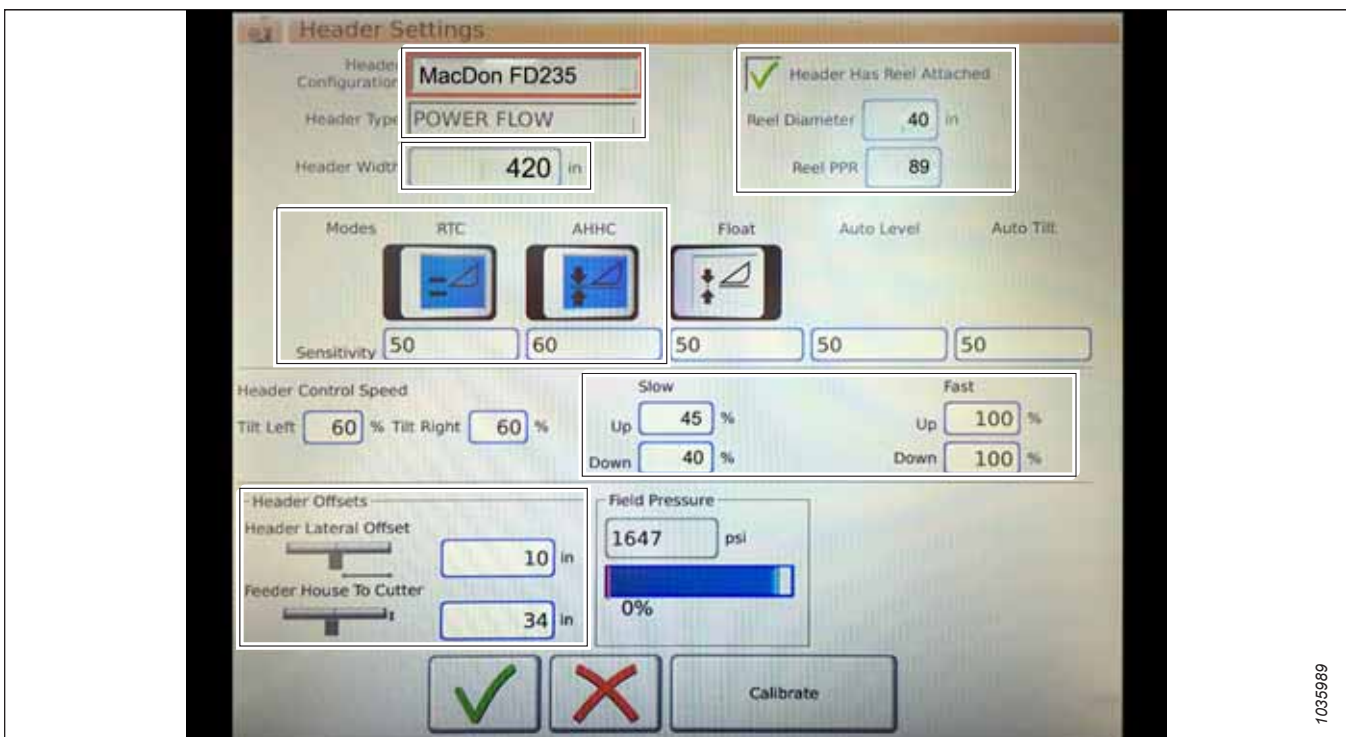 Header Settings
Header Configuration MacDon FD235
Header Has Reel Attached
Header Type POWER FLOW
Reel Diameter 40 in
Header Width 420 in
Reel PPR 89
Modes RTC AHHC Float Auto Level Auto Tilt
Sensitivity 50 60 50 50 50
Header Control Speed
Slow Fast
Tilt Left 60 % Tilt Right 60 %
Up 45 % Up 100 %
Down 40 % Down 100 %
Header Offsets
Header Lateral Offset
10 in
Feeder House To Cutter
34 in
Field Pressure
1647 psi
0%
Calibrate
1035989